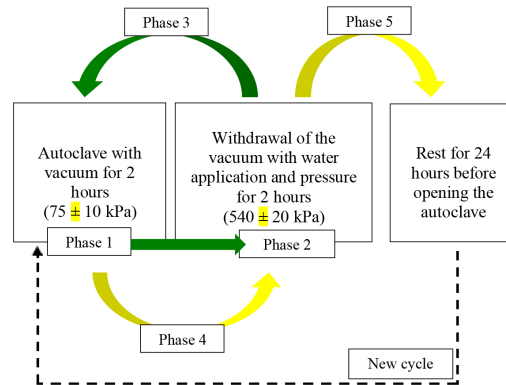 Phase 3
Phase 5
Autoclave with
vacuum for 2
hours
(75 ± 10 kPa)
Withdrawal of the
vacuum with water
application and pressure
for 2 hours
(540 ± 20 kPa)
Rest for 24
hours before
opening the
autoclave
Phase 1
Phase 2
Phase 4
New cycle